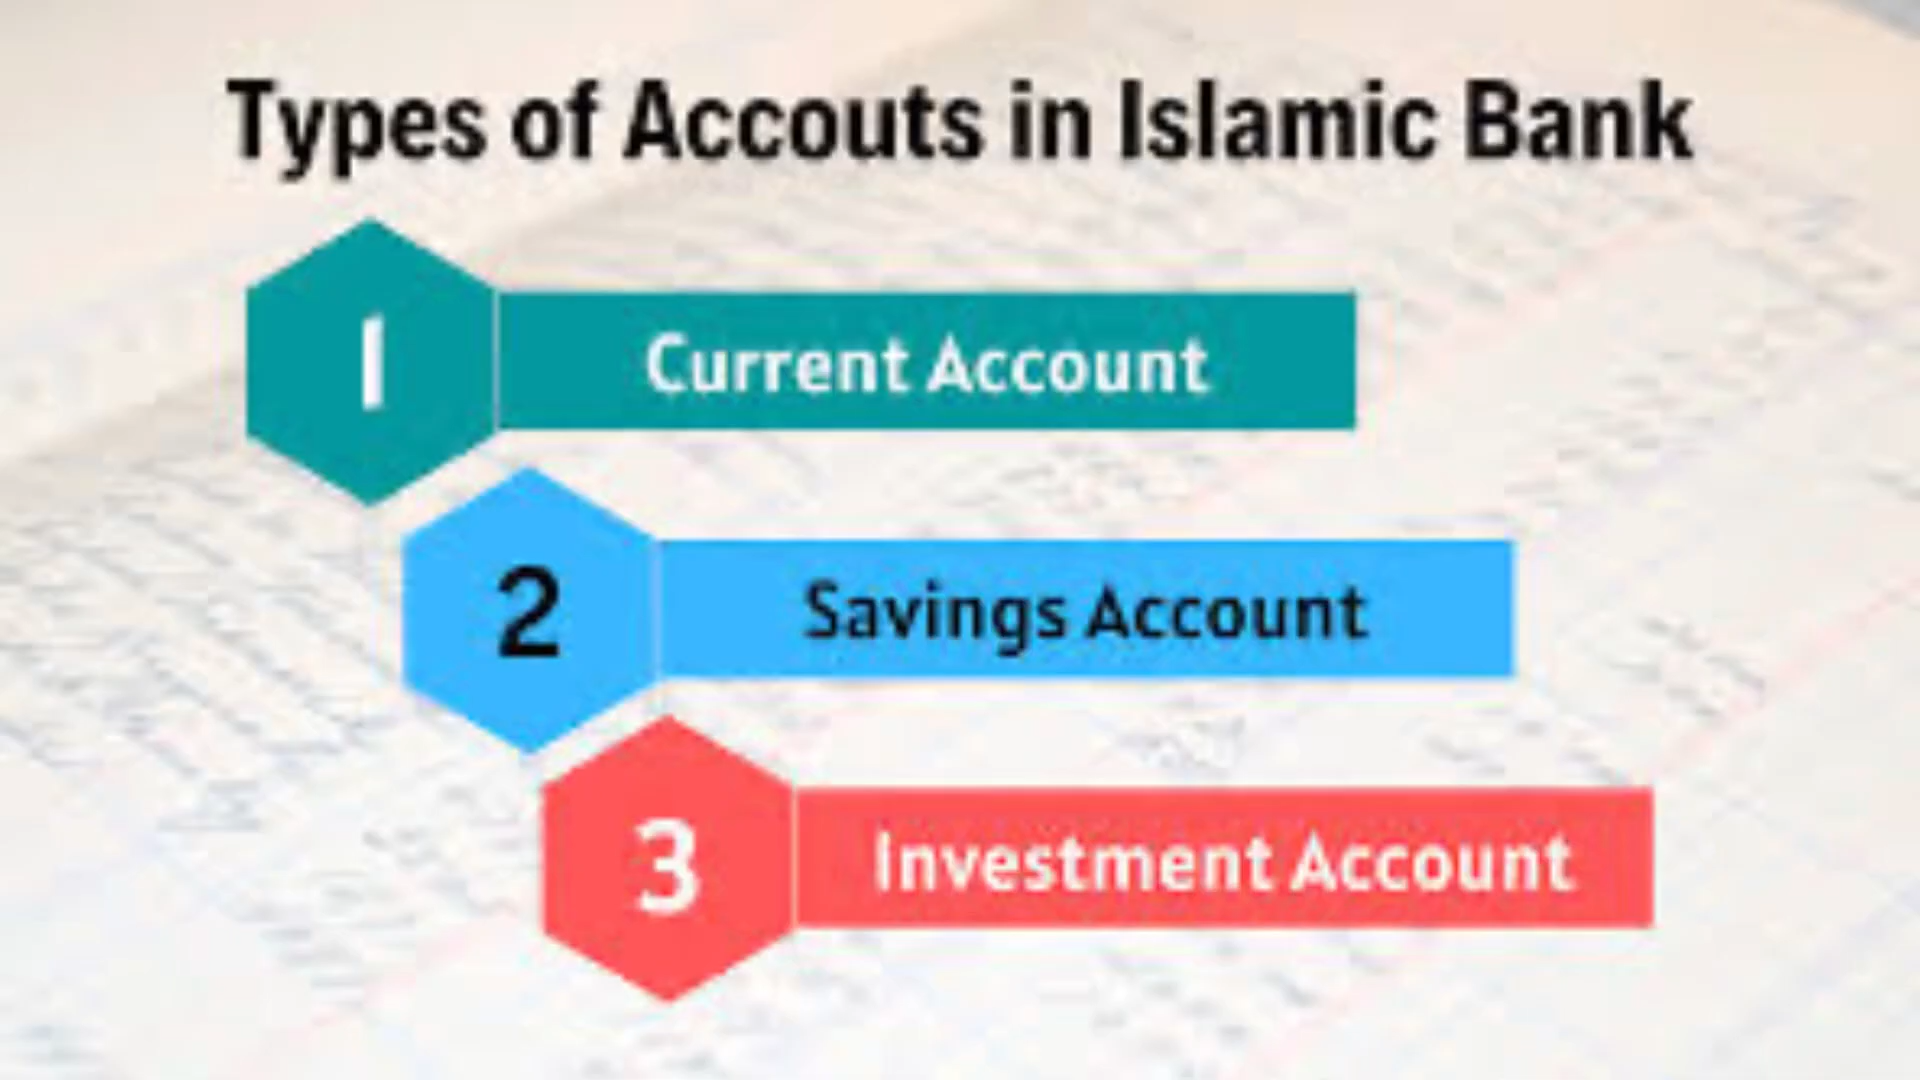 Types of Accouts in Islamic Bank
1 Current Account
2 Savings Account
3 Investment Account